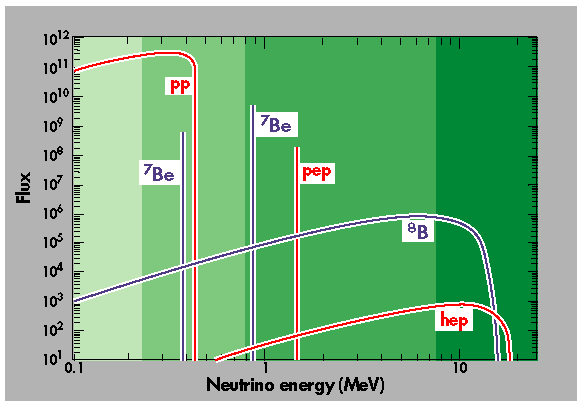 10¹²
10¹¹
10¹⁰
10⁹
10⁸
10⁷
10⁶
10⁵
10⁴
10³
10²
10¹
Flux
pp
⁷Be
⁷Be
pep
⁸B
hep
0.1
1
10
Neutrino energy (MeV)